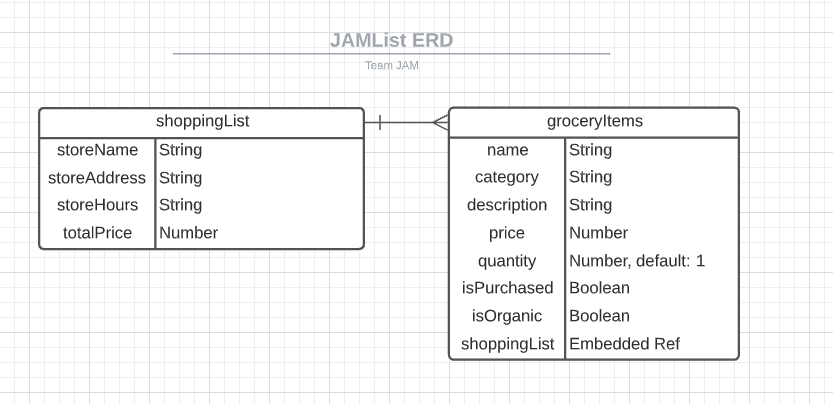 JAMList ERD
Team JAM
shoppingList
storeName String
storeAddress String
storeHours String
totalPrice Number
groceryItems
name String
category String
description String
price Number
quantity Number, default: 1
isPurchased Boolean
isOrganic Boolean
shoppingList Embedded Ref